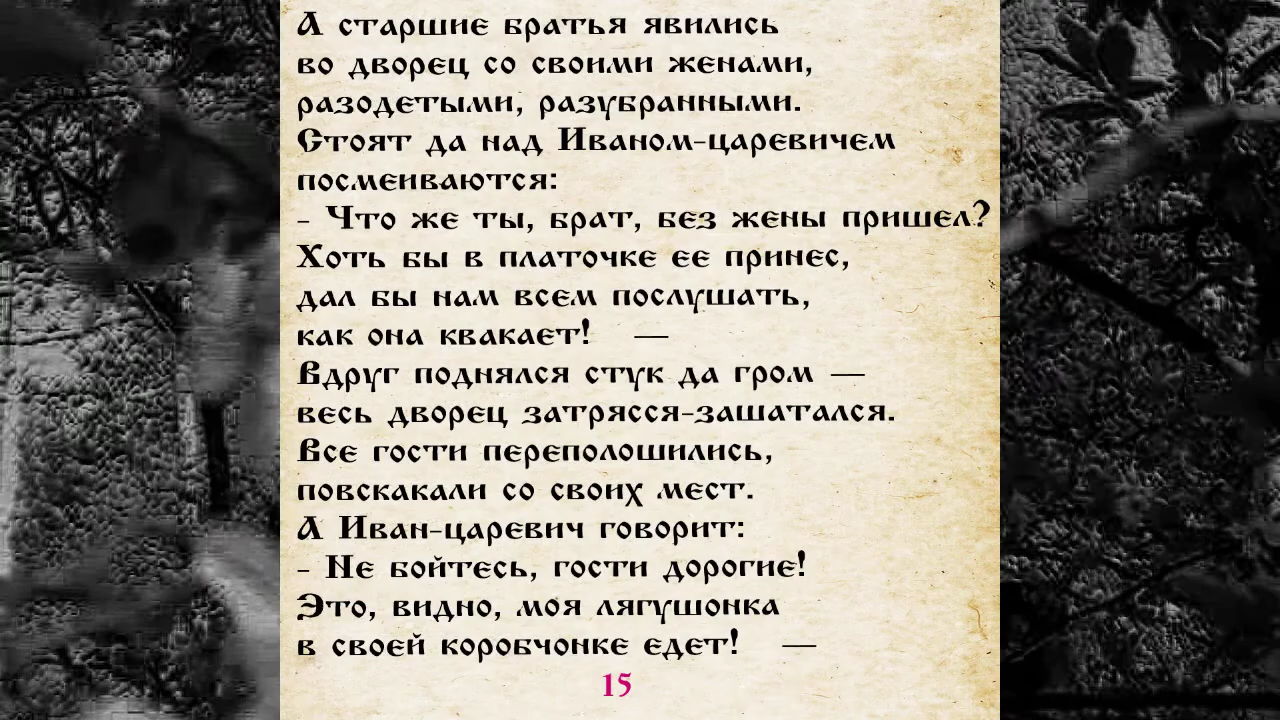 А старшие братья явились
во дворец со своими женами,
разодетыми, разубранными.
Стоят да над Иваном-царевичем
посмеиваются:
- Что же ты, брат, без жены пришел?
Хоть бы в платочке ее принес,
дал бы нам всем послушать,
как она квакает! —
Вдруг поднялся стук да гром —
весь дворец затрясся-зашатался.
Все гости переполошились,
повскакали со своих мест.
А Иван-царевич говорит:
- Не бойтесь, гости дорогие!
Это, видно, моя лягушонка
в своей коробчонке едет! —
15